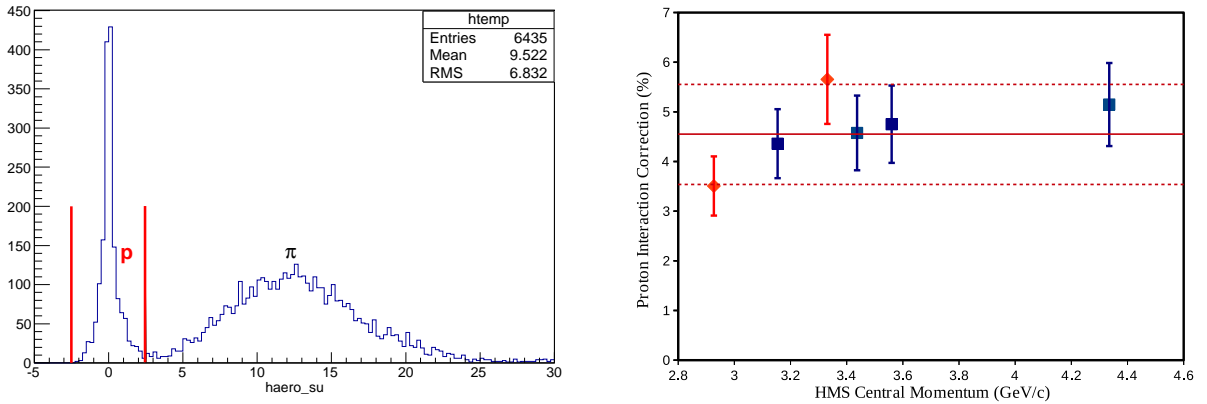 htemp
Entries 6435
Mean 9.522
RMS 6.832
450
400
350
300
250
200
150
100
50
0
p
π
-5 0 5 10 15 20 25 30
haero_su
Proton Interaction Correction (%)
7
6
5
4
3
2
1
0
2.8 3 3.2 3.4 3.6 3.8 4 4.2 4.4 4.6
HMS Central Momentum (GeV/c)